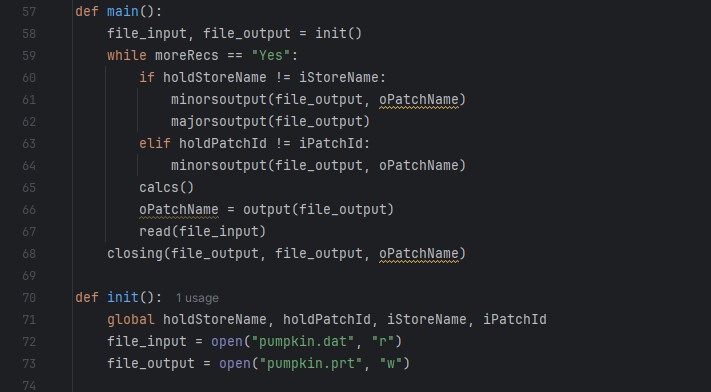 57 def main():
58 file_input, file_output = init()
59 while moreRecs == "Yes":
60 if holdStoreName != iStoreName:
61 minorsoutput(file_output, oPatchName)
62 majorsoutput(file_output)
63 elif holdPatchId != iPatchId:
64 minorsoutput(file_output, oPatchName)
65 calcs()
66 oPatchName = output(file_output)
67 read(file_input)
68 closing(file_output, file_output, oPatchName)
69
70 def init(): 1 usage
71 global holdStoreName, holdPatchId, iStoreName, iPatchId
72 file_input = open("pumpkin.dat", "r")
73 file_output = open("pumpkin.prt", "w")
74